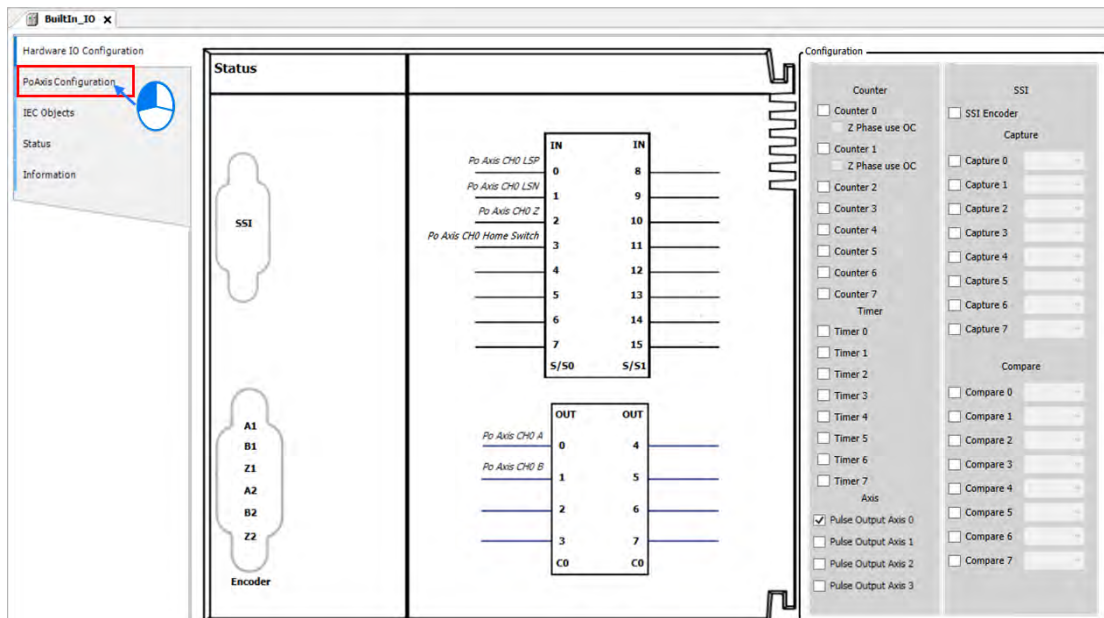 BuiltIn_IO x
Hardware IO Configuration
PoAxis Configuration
IEC Objects
Status
Information
Status
SSI
A1
B1
Z1
A2
B2
Z2
Encoder
IN IN
Po Axis CH0 LSP 0 8
Po Axis CH0 LSN 1 9
Po Axis CH0 Z 2 10
Po Axis CH0 Home Switch 3 11
4 12
5 13
6 14
7 15
S/S0 S/S1
OUT OUT
Po Axis CH0 A 0 4
Po Axis CH0 B 1 5
2 6
3 7
C0 C0
Configuration
Counter
Counter 0
Z Phase use OC
Counter 1
Z Phase use OC
Counter 2
Counter 3
Counter 4
Counter 5
Counter 6
Counter 7
Timer
Timer 0
Timer 1
Timer 2
Timer 3
Timer 4
Timer 5
Timer 6
Timer 7
Axis
Pulse Output Axis 0
Pulse Output Axis 1
Pulse Output Axis 2
Pulse Output Axis 3
SSI
SSI Encoder
Capture
Capture 0
Capture 1
Capture 2
Capture 3
Capture 4
Capture 5
Capture 6
Capture 7
Compare
Compare 0
Compare 1
Compare 2
Compare 3
Compare 4
Compare 5
Compare 6
Compare 7